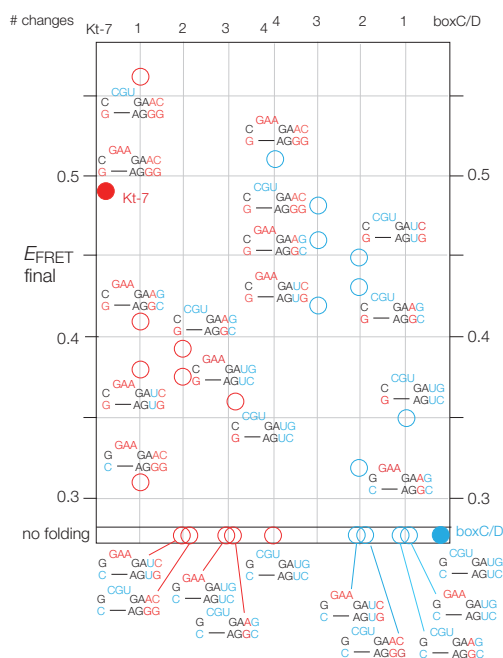 # changes Kt-7 1 2 3 4 4 3 2 1 boxC/D
CGU
C GAAC
G AGGG
GAA
C GAAC
G AGGG
GAA
C GAAC
G AGGG
0.5
0.5
Kt-7
CGU
C GAAC
G AGGG
CGU
C GAUC
G AGUG
EFRET
final
GAA
C GAAG
G AGGC
GAA
C GAUC
G AGUG
GAA
C GAAG
G AGGC
CGU
C GAAG
G AGGC
CGU
C GAAG
G AGGC
0.4
0.4
GAA
C GAUG
G AGUC
GAA
C GAUC
G AGUG
CGU
C GAUG
G AGUC
CGU
C GAUG
G AGUC
GAA
G GAAC
C AGGG
GAA
G GAAG
C AGGC
0.3
0.3
no folding
boxC/D
GAA
G GAUC
C AGUG
CGU
G GAUG
C AGUC
CGU
G GAUG
C AGUC
CGU
G GAAC
C AGGG
GAA
G GAUG
C AGUC
GAA
G GAUC
C AGUG
GAA
G GAUG
C AGUC
CGU
G GAAG
C AGGC
CGU
G GAAC
C AGGG
CGU
G GAAG
C AGGC